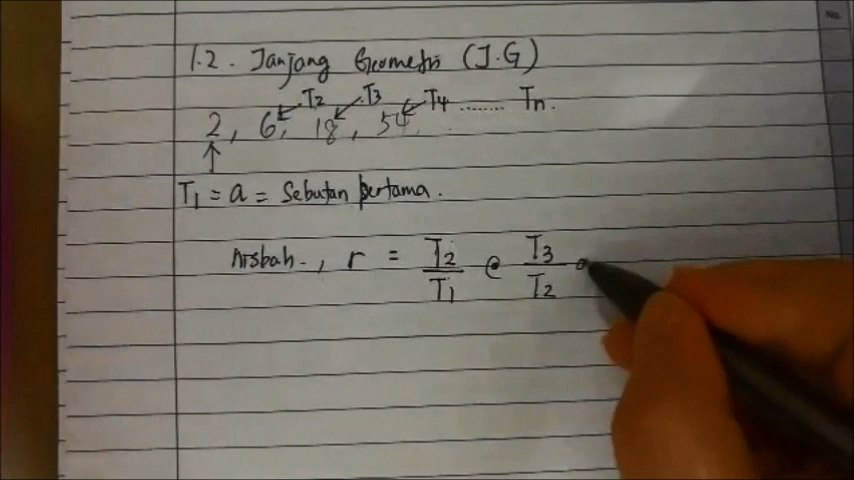 1.2. Janjang Geometri (J.G)
T2 T3 T4 ........ Tn.
2, 6, 18, 54, . .
T1 = a = Sebutan pertama.
Nisbah., r = T2/T1 @ T3/T2
No.